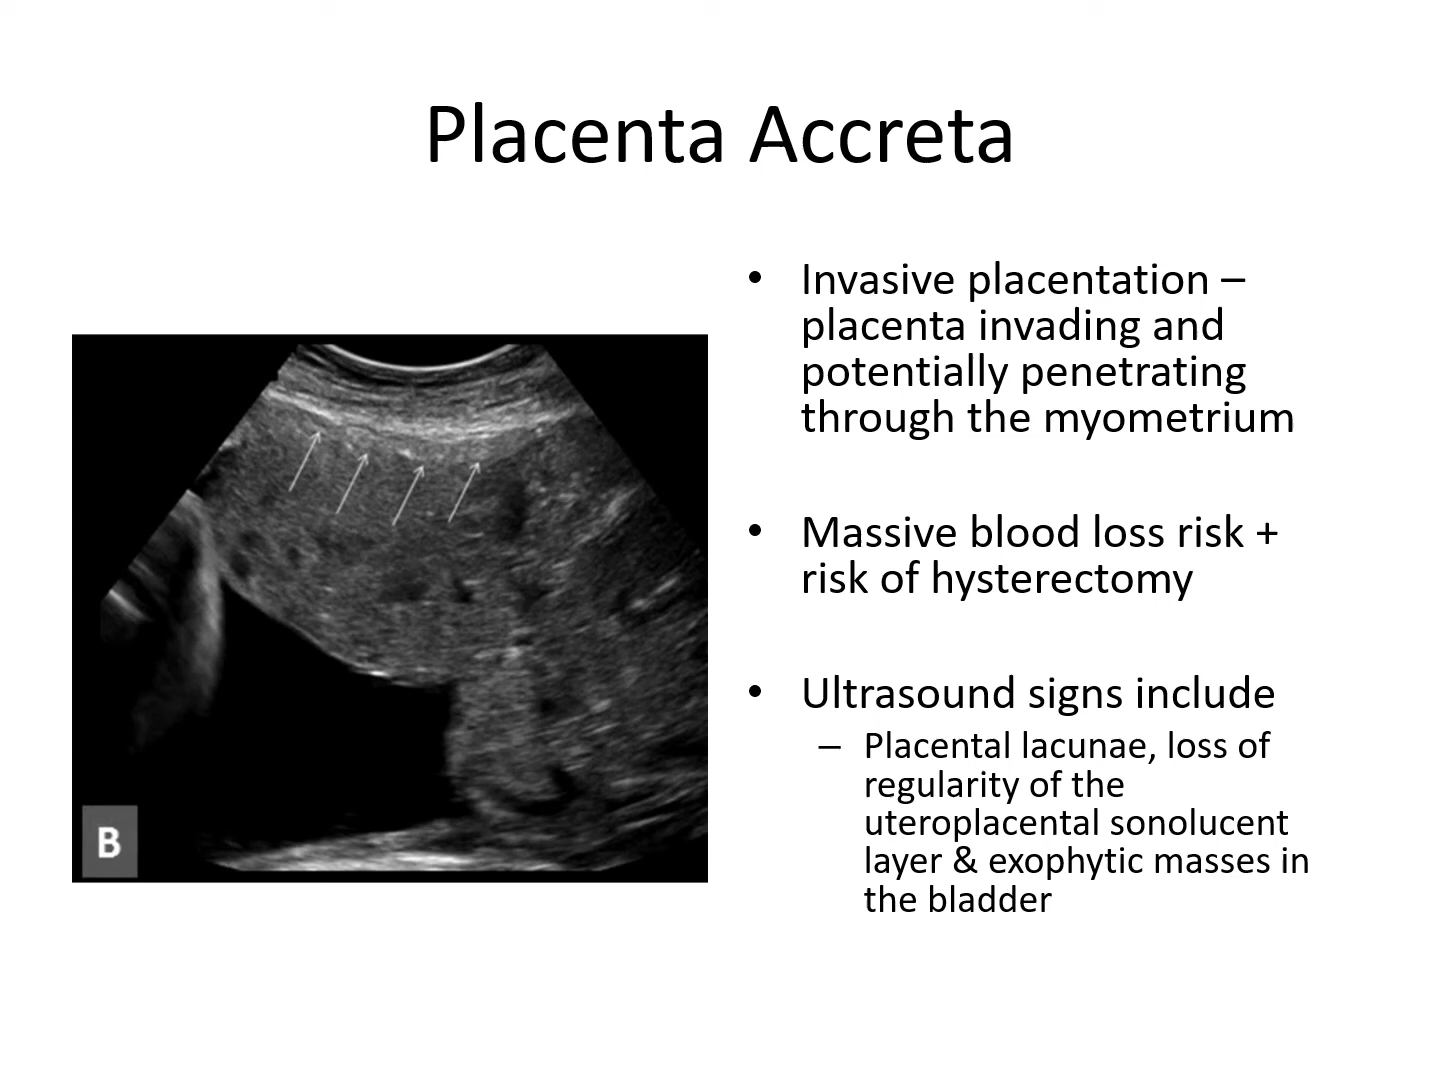 Placenta Accreta
• Invasive placentation –
placenta invading and
potentially penetrating
through the myometrium
• Massive blood loss risk +
risk of hysterectomy
• Ultrasound signs include
– Placental lacunae, loss of
regularity of the
uteroplacental sonolucent
layer & exophytic masses in
the bladder
B